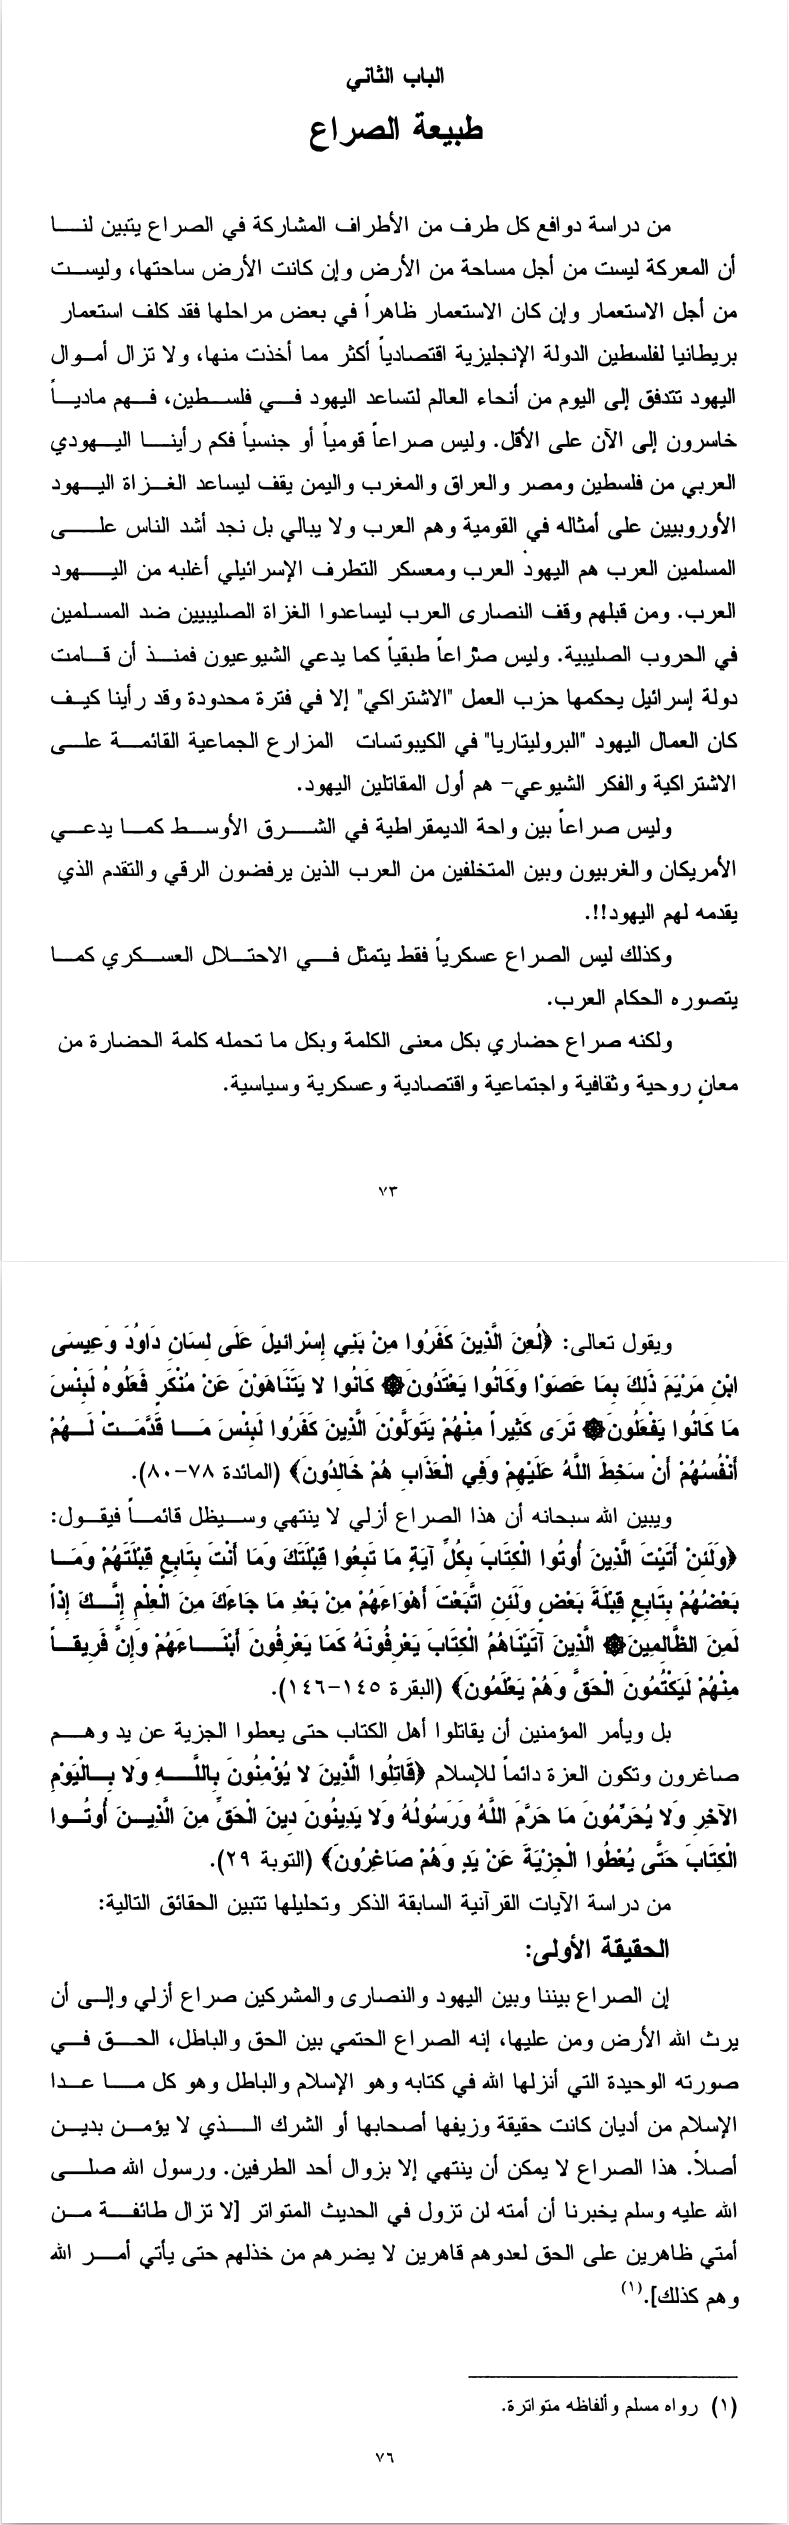 الباب الثاني
طبيعة الصراع
من دراسة دوافع كل طرف من الأطراف المشاركة في الصراع يتبين لنا
أن المعركة ليست من أجل مساحة من الأرض وإن كانت الأرض ساحتها، وليست
من أجل الاستعمار وإن كان الاستعمار ظاهراً في بعض مراحلها فقد كلف استعمار
بريطانيا لفلسطين الدولة الإنجليزية اقتصادياً أكثر مما أخذت منها، ولا تزال أموال
اليهود تتدفق إلى اليوم من أنحاء العالم لتساعد اليهود في فلسطين، فهم مادياً
خاسرون إلى الآن على الأقل. وليس صراعاً قومياً أو جنسياً فكم رأينا اليهودي
العربي من فلسطين ومصر والعراق والمغرب واليمن يقف ليساعد الغزاة اليهود
الأوروبيين على أمثاله في القومية وهم العرب ولا يبالي بل نجد أشد الناس على
المسلمين العرب هم اليهود العرب ومعسكر التطرف الإسرائيلي أغلبه من اليهود
العرب. ومن قبلهم وقف النصارى العرب ليساعدوا الغزاة الصليبيين ضد المسلمين
في الحروب الصليبية. وليس صراعاً طبقياً كما يدعي الشيوعيون فمنذ أن قامت
دولة إسرائيل يحكمها حزب العمل "الاشتراكي" إلا في فترة محدودة وقد رأينا كيف
كان العمال اليهود "البروليتاريا" في الكيبوتسات المزارع الجماعية القائمة على
الاشتراكية والفكر الشيوعي- هم أول المقاتلين اليهود.
وليس صراعاً بين واحة الديمقراطية في الشرق الأوسط كما يدعي
الأمريكان والغربيون وبين المتخلفين من العرب الذين يرفضون الرقي والتقدم الذي
يقدمه لهم اليهود!!.
وكذلك ليس الصراع عسكرياً فقط يتمثل في الاحتلال العسكري كما
يتصوره الحكام العرب.
ولكنه صراع حضاري بكل معنى الكلمة وبكل ما تحمله كلمة الحضارة من
معانٍ روحية وثقافية واجتماعية واقتصادية وعسكرية وسياسية.
٧٣
ويقول تعالى: ﴿لُعِنَ الَّذِينَ كَفَرُوا مِنْ بَنِي إِسْرائيلَ عَلَى لِسَانِ دَاوُدَ وَعِيسَى
ابْنِ مَرْيَمَ ذَلِكَ بِمَا عَصَوْا وَكَانُوا يَعْتَدُونَ۞ كَانُوا لا يَتَنَاهَوْنَ عَنْ مُنْكَرٍ فَعَلُوهُ لَبِئْسَ
مَا كَانُوا يَفْعَلُونَ۞ تَرَى كَثِيراً مِنْهُمْ يَتَوَلَّوْنَ الَّذِينَ كَفَرُوا لَبِئْسَ مَا قَدَّمَتْ لَهُمْ
أَنْفُسُهُمْ أَنْ سَخِطَ اللَّهُ عَلَيْهِمْ وَفِي الْعَذَابِ هُمْ خَالِدُونَ﴾ (المائدة ٧٨-٨٠).
ويبين الله سبحانه أن هذا الصراع أزلي لا ينتهي وسيظل قائماً فيقول:
﴿وَلَئِنْ أَتَيْتَ الَّذِينَ أُوتُوا الْكِتَابَ بِكُلِّ آيَةٍ مَا تَبِعُوا قِبْلَتَكَ وَمَا أَنْتَ بِتَابِعٍ قِبْلَتَهُمْ وَمَا
بَعْضُهُمْ بِتَابِعٍ قِبْلَةَ بَعْضٍ وَلَئِنِ اتَّبَعْتَ أَهْوَاءَهُمْ مِنْ بَعْدِ مَا جَاءَكَ مِنَ الْعِلْمِ إِنَّكَ إِذاً
لَمِنَ الظَّالِمِينَ۞ الَّذِينَ آتَيْنَاهُمُ الْكِتَابَ يَعْرِفُونَهُ كَمَا يَعْرِفُونَ أَبْنَاءَهُمْ وَإِنَّ فَرِيقاً
مِنْهُمْ لَيَكْتُمُونَ الْحَقَّ وَهُمْ يَعْلَمُونَ﴾ (البقرة ١٤٥-١٤٦).
بل ويأمر المؤمنين أن يقاتلوا أهل الكتاب حتى يعطوا الجزية عن يد وهم
صاغرون وتكون العزة دائماً للإسلام ﴿قَاتِلُوا الَّذِينَ لا يُؤْمِنُونَ بِاللَّهِ وَلا بِالْيَوْمِ
الآخِرِ وَلا يُحَرِّمُونَ مَا حَرَّمَ اللَّهُ وَرَسُولُهُ وَلا يَدِينُونَ دِينَ الْحَقِّ مِنَ الَّذِينَ أُوتُوا
الْكِتَابَ حَتَّى يُعْطُوا الْجِزْيَةَ عَنْ يَدٍ وَهُمْ صَاغِرُونَ﴾ (التوبة ٢٩).
من دراسة الآيات القرآنية السابقة الذكر وتحليلها تتبين الحقائق التالية:
الحقيقة الأولى:
إن الصراع بيننا وبين اليهود والنصارى والمشركين صراع أزلي وإلى أن
يرث الله الأرض ومن عليها، إنه الصراع الحتمي بين الحق والباطل، الحق في
صورته الوحيدة التي أنزلها الله في كتابه وهو الإسلام والباطل وهو كل ما عدا
الإسلام من أديان كانت حقيقة وزيفها أصحابها أو الشرك الذي لا يؤمن بدين
أصلاً. هذا الصراع لا يمكن أن ينتهي إلا بزوال أحد الطرفين. ورسول الله صلى
الله عليه وسلم يخبرنا أن أمته لن تزول في الحديث المتواتر [لا تزال طائفة من
أمتي ظاهرين على الحق لعدوهم قاهرين لا يضرهم من خذلهم حتى يأتي أمر الله
وهم كذلك].(١)
(١) رواه مسلم وألفاظه متواترة.
٧٦